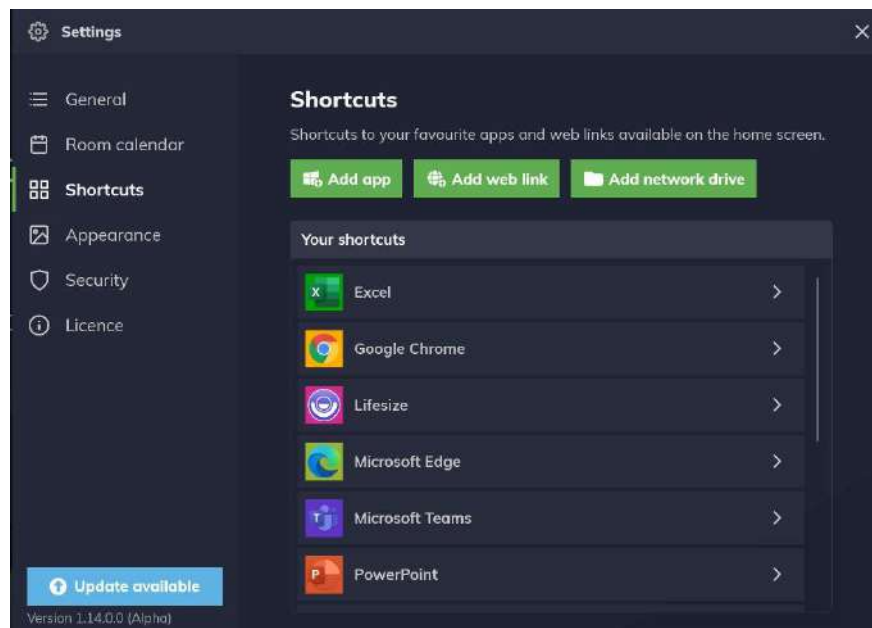 Settings
General
Room calendar
Shortcuts
Appearance
Security
Licence
Update available
Version 1.14.0.0 (Alpha)
Shortcuts
Shortcuts to your favourite apps and web links available on the home screen.
Add app
Add web link
Add network drive
Your shortcuts
Excel
Google Chrome
Lifesize
Microsoft Edge
Microsoft Teams
PowerPoint